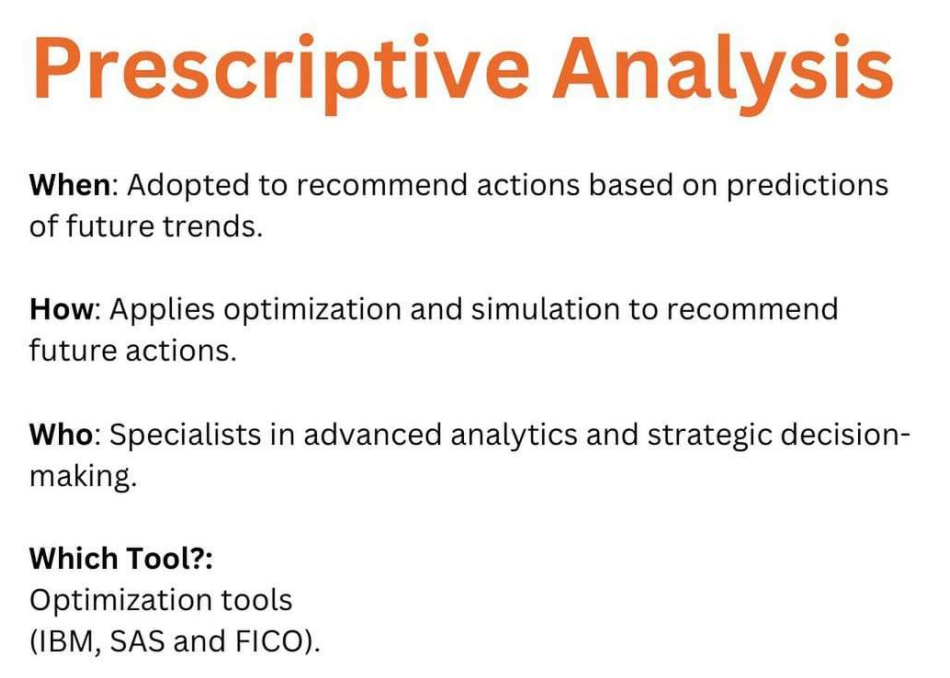 Prescriptive Analysis
When: Adopted to recommend actions based on predictions
of future trends.
How: Applies optimization and simulation to recommend
future actions.
Who: Specialists in advanced analytics and strategic decision-
making.
Which Tool?:
Optimization tools
(IBM, SAS and FICO).